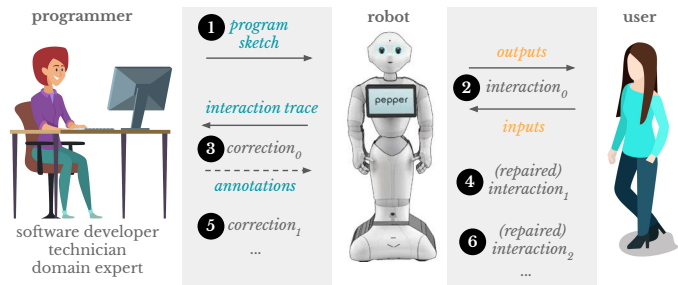 programmer
robot
user
1 program
sketch
interaction trace
3 correction0
annotations
5 correction1
...
pepper
outputs
2 interaction0
inputs
4 (repaired)
interaction1
6 (repaired)
interaction2
...
software developer
technician
domain expert